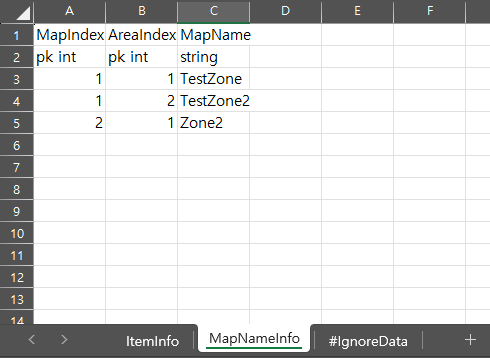 A B C D E F
1 MapIndex AreaIndex MapName
2 pk int pk int string
3 1 1 TestZone
4 1 2 TestZone2
5 2 1 Zone2
6
7
8
9
10
11
12
13
14
ItemInfo MapNameInfo #IgnoreData +